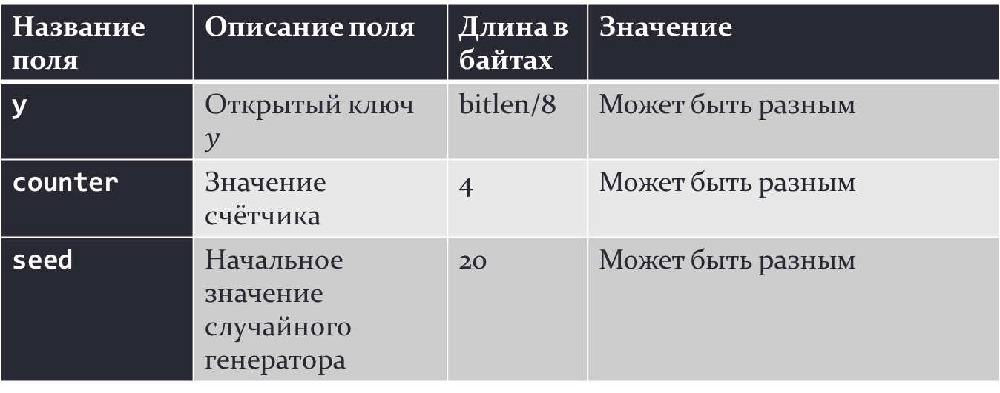 Название поля
Описание поля
Длина в байтах
Значение
y
Открытый ключ y
bitlen/8
Может быть разным
counter
Значение счётчика
4
Может быть разным
seed
Начальное значение случайного генератора
20
Может быть разным